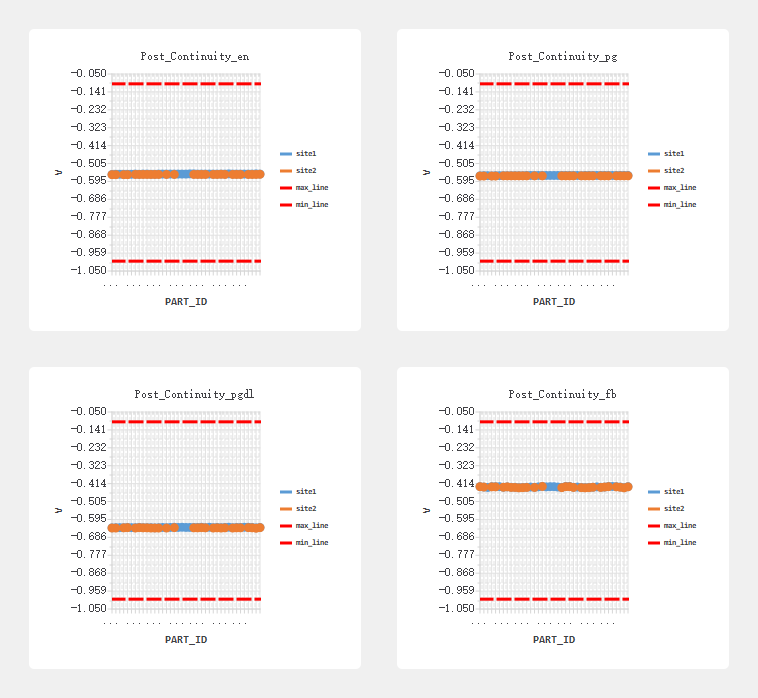 Post_Continuity_en
-0.050
-0.141
-0.232
-0.323
-0.414
-0.505
-0.595
-0.686
-0.777
-0.868
-0.959
-1.050
V
PART_ID
site1
site2
max_line
min_line
Post_Continuity_pg
-0.050
-0.141
-0.232
-0.323
-0.414
-0.505
-0.595
-0.686
-0.777
-0.868
-0.959
-1.050
V
PART_ID
site1
site2
max_line
min_line
Post_Continuity_pgdl
-0.050
-0.141
-0.232
-0.323
-0.414
-0.505
-0.595
-0.686
-0.777
-0.868
-0.959
-1.050
V
PART_ID
site1
site2
max_line
min_line
Post_Continuity_fb
-0.050
-0.141
-0.232
-0.323
-0.414
-0.505
-0.595
-0.686
-0.777
-0.868
-0.959
-1.050
V
PART_ID
site1
site2
max_line
min_line